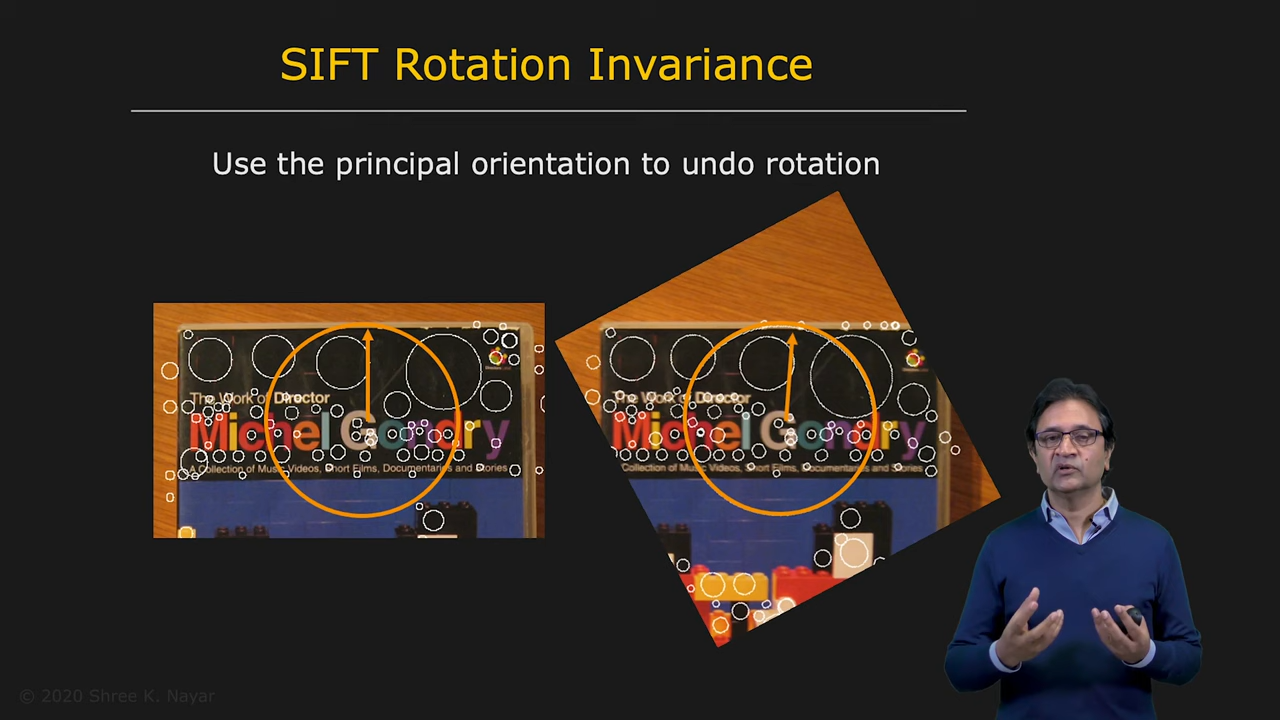 SIFT Rotation Invariance
Use the principal orientation to undo rotation
The Work of Director
Michel Gondry
A Collection of Music Videos, Short Films, Documentaries and Stories
The Work of Director
Michel Gondry
Collection of Music Videos, Short Films, Documentaries and Stories
© 2020 Shree K. Nayar